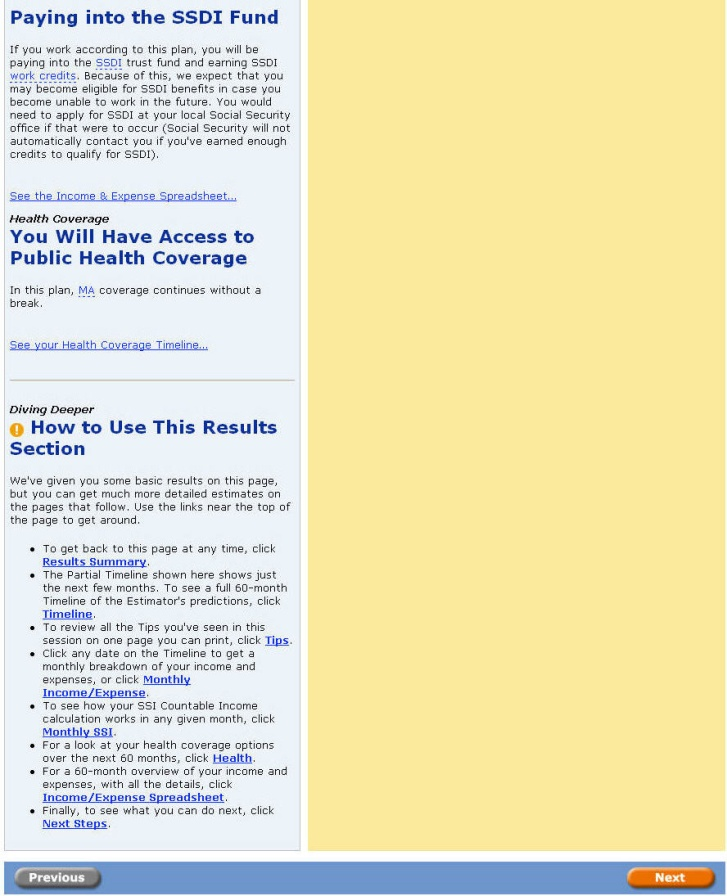 Paying into the SSDI Fund
If you work according to this plan, you will be
paying into the SSDI trust fund and earning SSDI
work credits. Because of this, we expect that you
may become eligible for SSDI benefits in case you
become unable to work in the future. You would
need to apply for SSDI at your local Social Security
office if that were to occur (Social Security will not
automatically contact you if you've earned enough
credits to qualify for SSDI).
See the Income & Expense Spreadsheet...
Health Coverage
You Will Have Access to
Public Health Coverage
In this plan, MA coverage continues without a
break.
See your Health Coverage Timeline...
Diving Deeper
How to Use This Results
Section
We've given you some basic results on this page,
but you can get much more detailed estimates on
the pages that follow. Use the links near the top of
the page to get around.
• To get back to this page at any time, click
Results Summary.
• The Partial Timeline shown here shows just
the next few months. To see a full 60-month
Timeline of the Estimator's predictions, click
Timeline.
• To review all the Tips you've seen in this
session on one page you can print, click Tips.
• Click any date on the Timeline to get a
monthly breakdown of your income and
expenses, or click Monthly
Income/Expense.
• To see how your SSI Countable Income
calculation works in any given month, click
Monthly SSI.
• For a look at your health coverage options
over the next 60 months, click Health.
• For a 60-month overview of your income and
expenses, with all the details, click
Income/Expense Spreadsheet.
• Finally, to see what you can do next, click
Next Steps.
Previous
Next